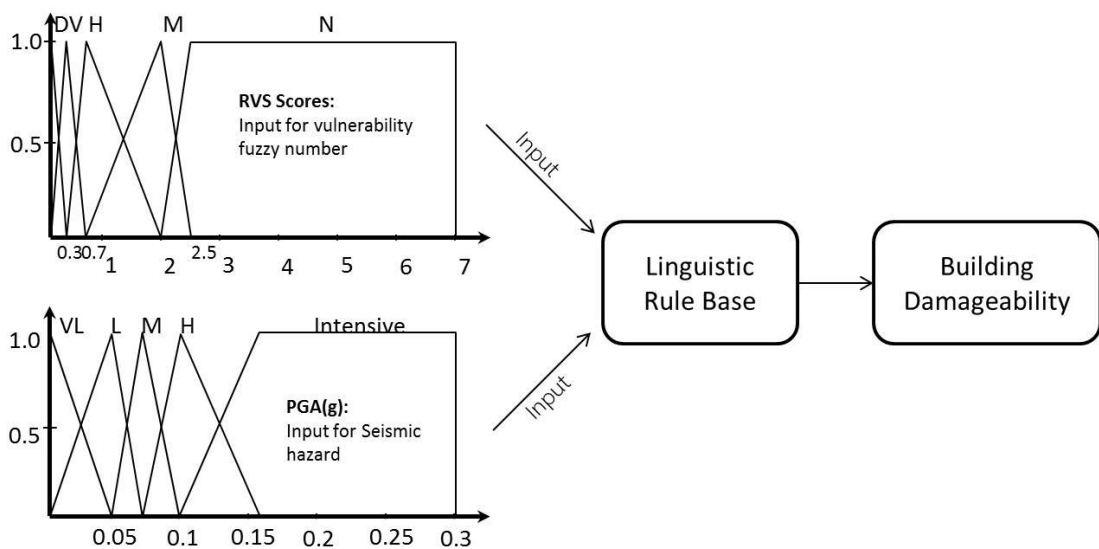 DV H M N
1.0
RVS Scores:
Input for vulnerability
fuzzy number
0.5
0.3 0.7 1 2 2.5 3 4 5 6 7
Input
Linguistic
Rule Base
Building
Damageability
VL L M H Intensive
1.0
PGA(g):
Input for Seismic
hazard
0.5
0.05 0.1 0.15 0.2 0.25 0.3
Input